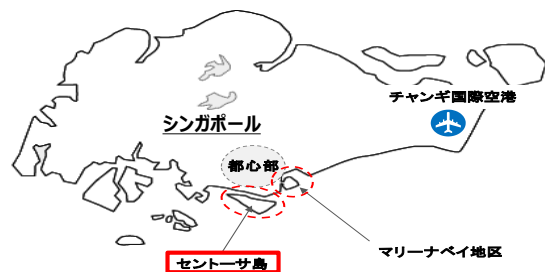 チャンギ国際空港
シンガポール
都心部
マリーナベイ地区
セントーサ島